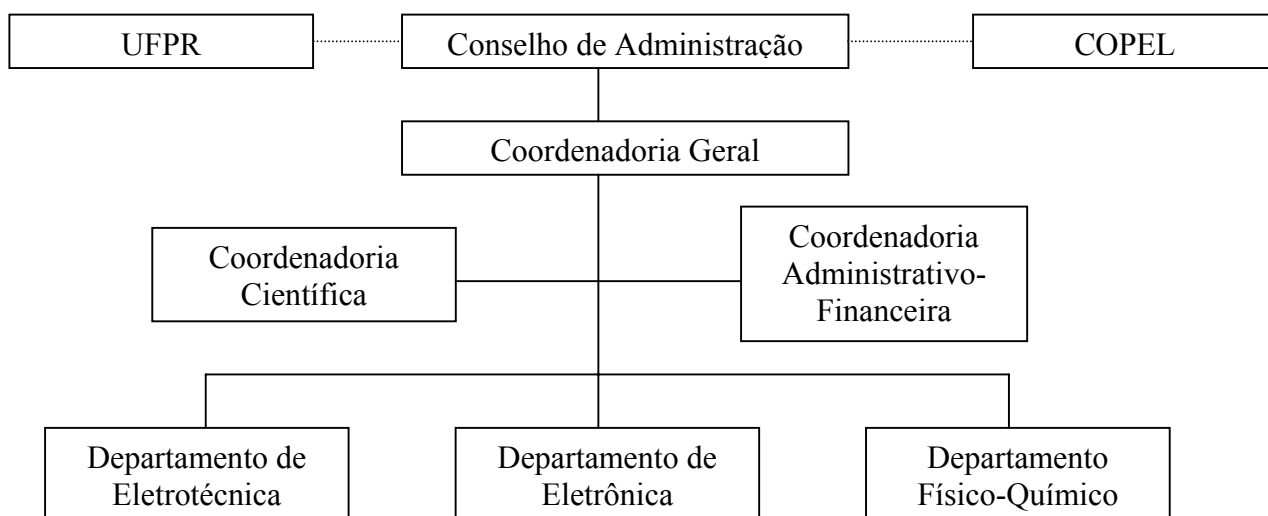 UFPR
Conselho de Administração
COPEL
Coordenadoria Geral
Coordenadoria
Científica
Coordenadoria
Administrativo-
Financeira
Departamento de
Eletrotécnica
Departamento de
Eletrônica
Departamento
Físico-Químico